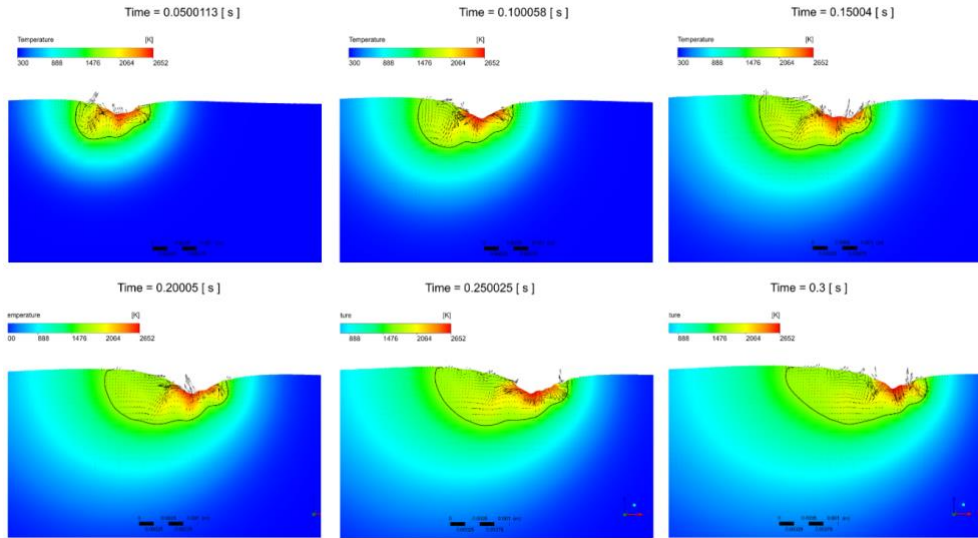 Time = 0.0500113 [ s ]
Temperature [K]
300 888 1476 2064 2652
Time = 0.100058 [ s ]
Temperature [K]
300 888 1476 2064 2652
Time = 0.15004 [ s ]
Temperature [K]
300 888 1476 2064 2652
Time = 0.20005 [ s ]
emperature [K]
00 888 1476 2064 2652
Time = 0.250025 [ s ]
ture [K]
888 1476 2064 2652
Time = 0.3 [ s ]
ture [K]
888 1476 2064 2652